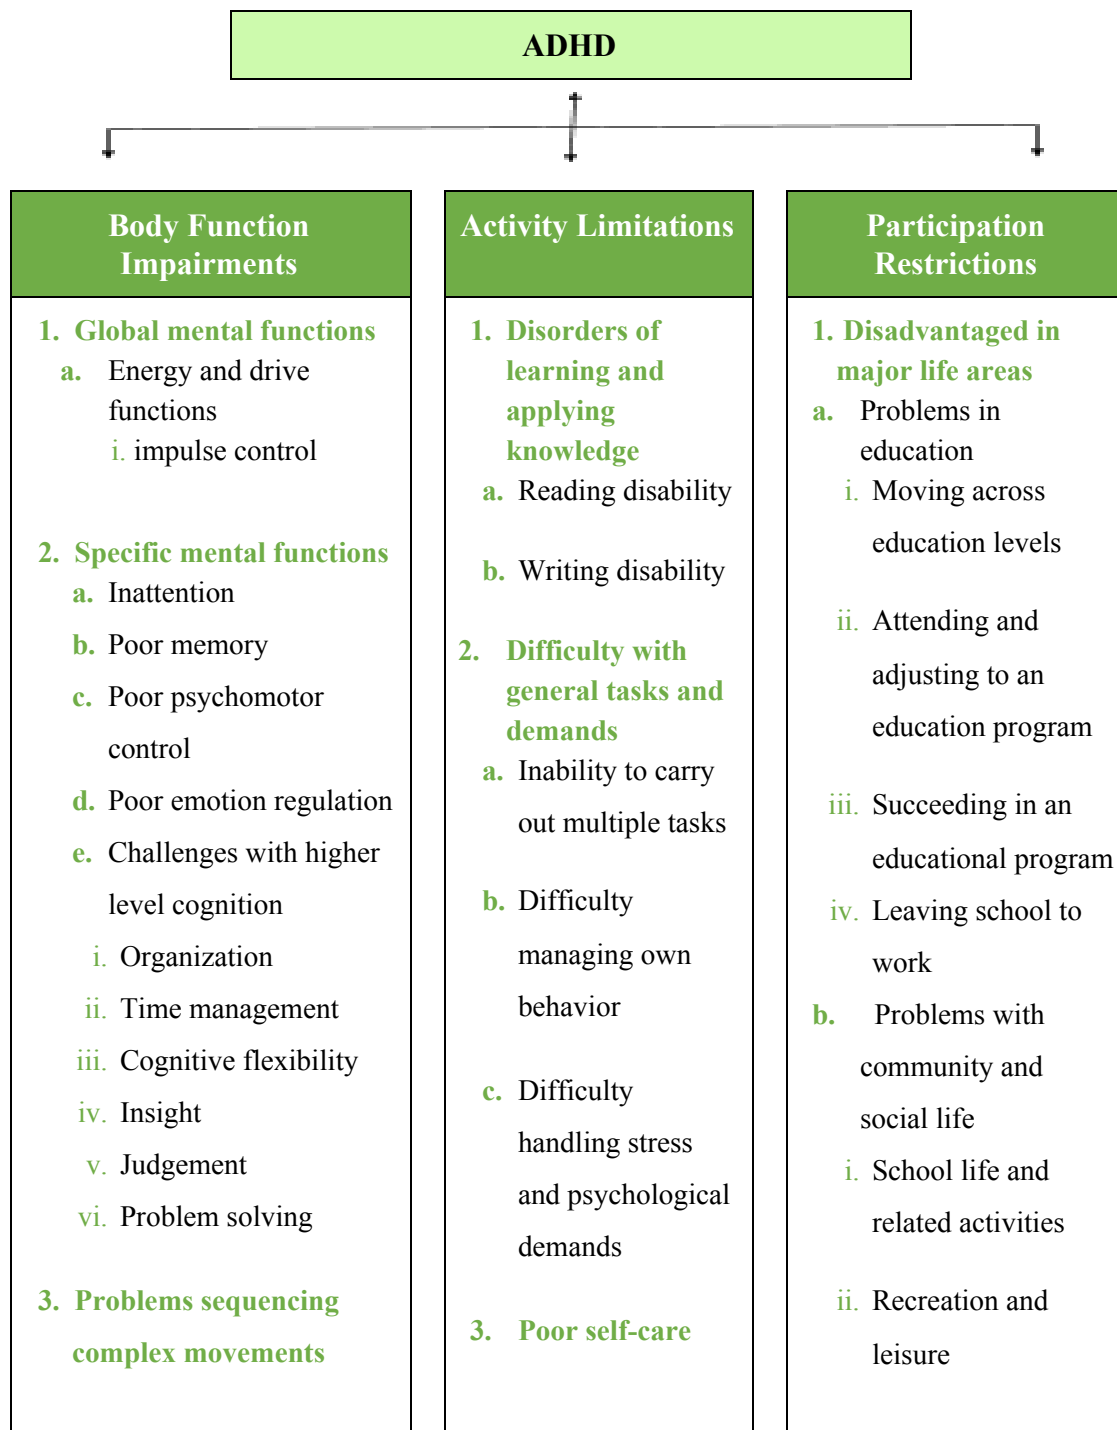 ADHD
Body Function
Impairments
1. Global mental functions
a. Energy and drive
functions
i. impulse control
2. Specific mental functions
a. Inattention
b. Poor memory
c. Poor psychomotor
control
d. Poor emotion regulation
e. Challenges with higher
level cognition
i. Organization
ii. Time management
iii. Cognitive flexibility
iv. Insight
v. Judgement
vi. Problem solving
3. Problems sequencing
complex movements
Activity Limitations
1. Disorders of
learning and
applying
knowledge
a. Reading disability
b. Writing disability
2. Difficulty with
general tasks and
demands
a. Inability to carry
out multiple tasks
b. Difficulty
managing own
behavior
c. Difficulty
handling stress
and psychological
demands
3. Poor self-care
Participation
Restrictions
1. Disadvantaged in
major life areas
a. Problems in
education
i. Moving across
education levels
ii. Attending and
adjusting to an
education program
iii. Succeeding in an
educational program
iv. Leaving school to
work
b. Problems with
community and
social life
i. School life and
related activities
ii. Recreation and
leisure